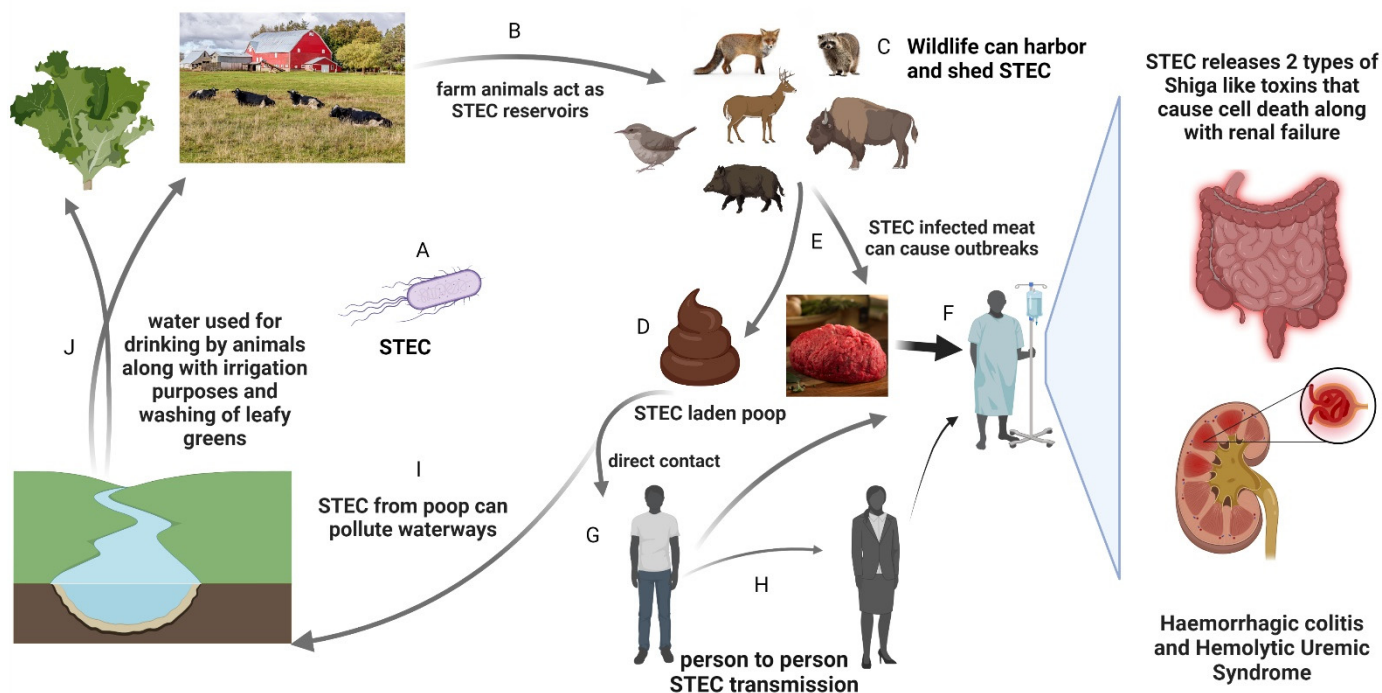 B
farm animals act as
STEC reservoirs
C
Wildlife can harbor
and shed STEC
STEC releases 2 types of
Shiga like toxins that
cause cell death along
with renal failure
A
STEC
E
STEC infected meat
can cause outbreaks
J
water used for
drinking by animals
along with irrigation
purposes and
washing of leafy
greens
D
STEC laden poop
F
I
STEC from poop can
pollute waterways
direct contact
G
H
person to person
STEC transmission
Haemorrhagic colitis
and Hemolytic Uremic
Syndrome